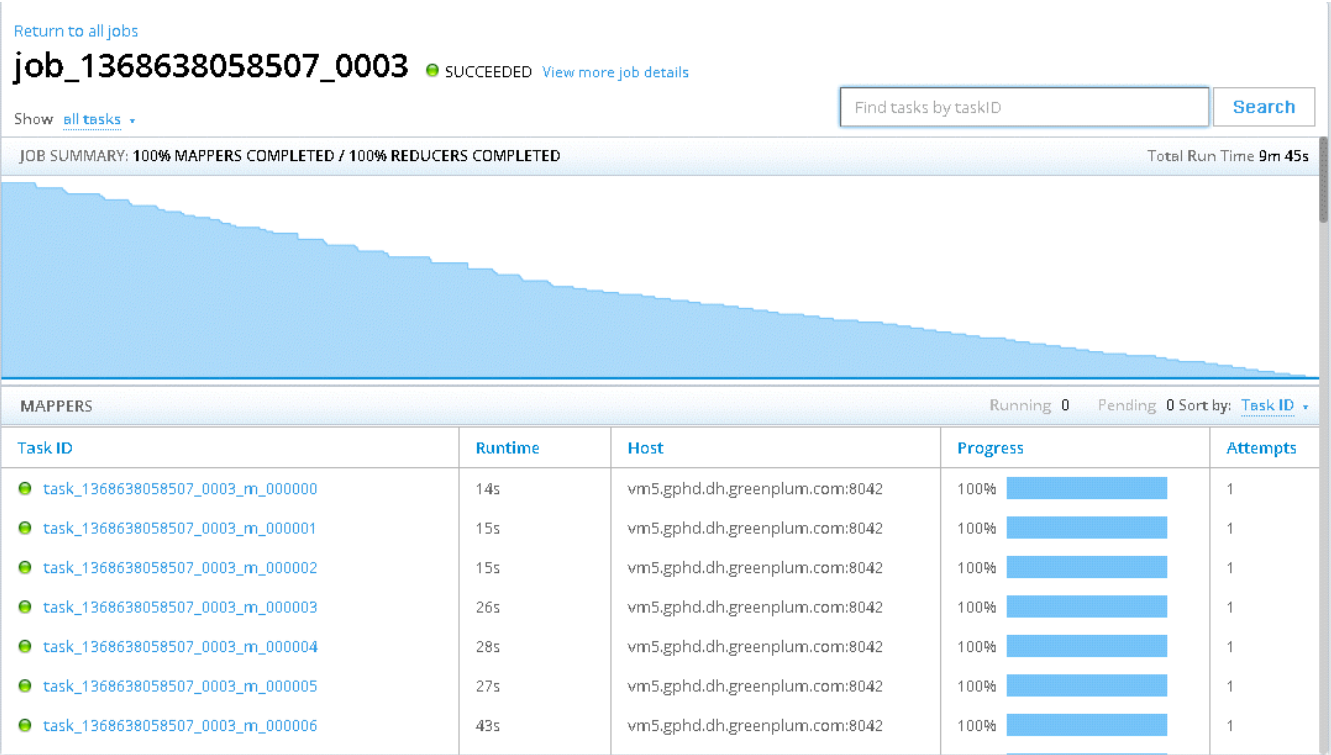 Return to all jobs
job_1368638058507_0003 SUCCEEDED View more job details
Find tasks by taskID Search
Show all tasks
JOB SUMMARY: 100% MAPPERS COMPLETED / 100% REDUCERS COMPLETED Total Run Time 9m 45s
MAPPERS Running 0 Pending 0 Sort by: Task ID
Task ID Runtime Host Progress Attempts
task_1368638058507_0003_m_000000 14s vm5.gphd.dh.greenplum.com:8042 100% 1
task_1368638058507_0003_m_000001 15s vm5.gphd.dh.greenplum.com:8042 100% 1
task_1368638058507_0003_m_000002 15s vm5.gphd.dh.greenplum.com:8042 100% 1
task_1368638058507_0003_m_000003 26s vm5.gphd.dh.greenplum.com:8042 100% 1
task_1368638058507_0003_m_000004 28s vm5.gphd.dh.greenplum.com:8042 100% 1
task_1368638058507_0003_m_000005 27s vm5.gphd.dh.greenplum.com:8042 100% 1
task_1368638058507_0003_m_000006 43s vm5.gphd.dh.greenplum.com:8042 100% 1